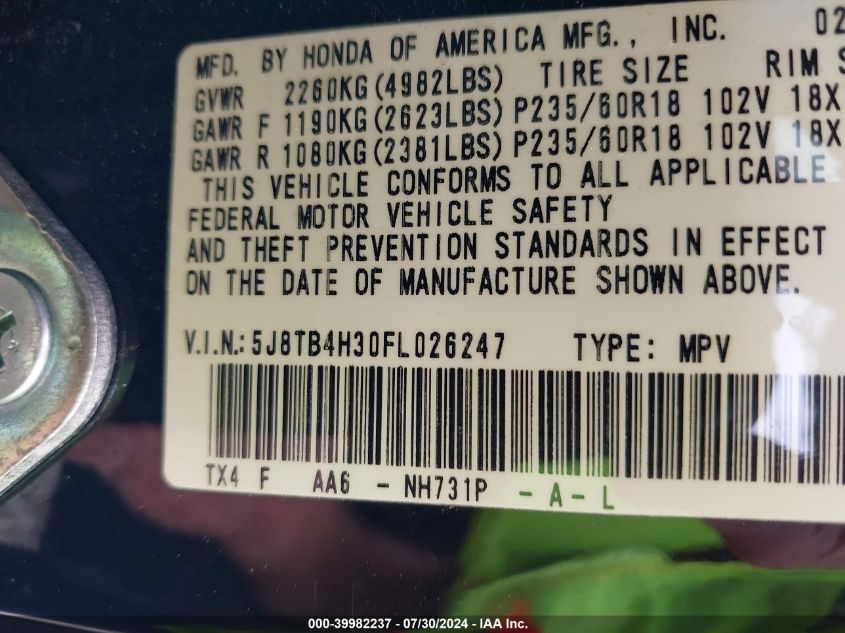 MFD. BY HONDA OF AMERICA MFG., INC. 02
GVWR 2260KG(4982LBS) TIRE SIZE RIM S
GAWR F 1190KG(2623LBS) P235/60R18 102V 18X
GAWR R 1080KG(2381LBS) P235/60R18 102V 18X
THIS VEHICLE CONFORMS TO ALL APPLICABLE
FEDERAL MOTOR VEHICLE SAFETY
AND THEFT PREVENTION STANDARDS IN EFFECT
ON THE DATE OF MANUFACTURE SHOWN ABOVE.
V.I.N.: 5J8TB4H30FL026247 TYPE: MPV
TX4 F AA6 - NH731P - A - L
000-39982237 - 07/30/2024 - IAA Inc.